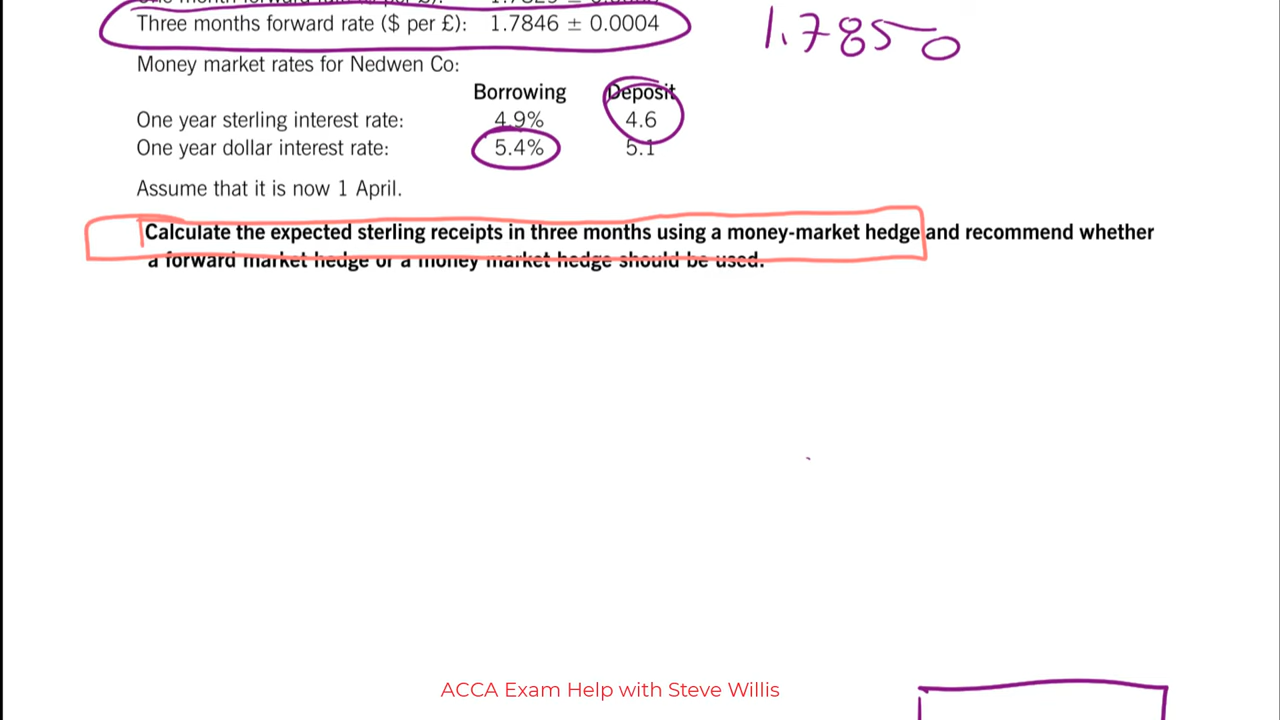 Three months forward rate ($ per £): 1.7846 ± 0.0004
1.7850
Money market rates for Nedwen Co:
Borrowing Deposit
One year sterling interest rate: 4.9% 4.6
One year dollar interest rate: 5.4% 5.1
Assume that it is now 1 April.
Calculate the expected sterling receipts in three months using a money-market hedge and recommend whether
a forward market hedge or a money market hedge should be used.
ACCA Exam Help with Steve Willis